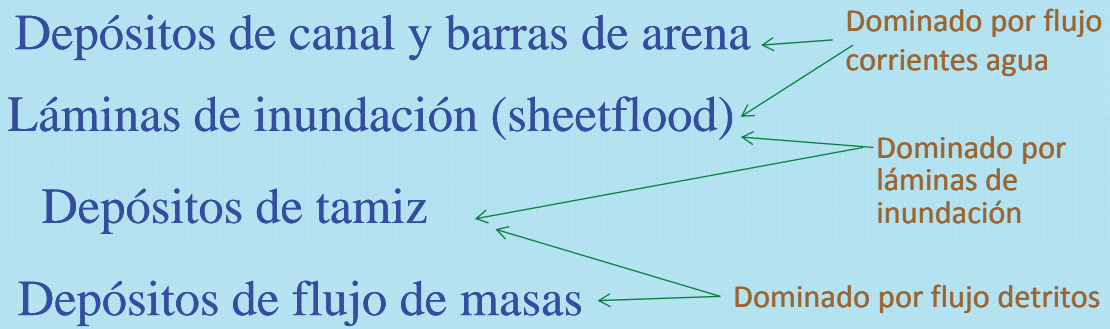 Depósitos de canal y barras de arena
Dominado por flujo
corrientes agua
Láminas de inundación (sheetflood)
Dominado por
láminas de
inundación
Depósitos de tamiz
Depósitos de flujo de masas
Dominado por flujo detritos